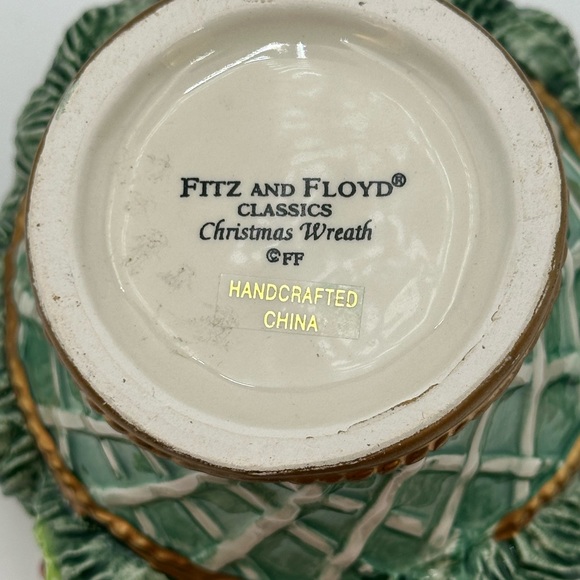 FITZ AND FLOYD®
CLASSICS
Christmas Wreath
©FF
HANDCRAFTED
CHINA